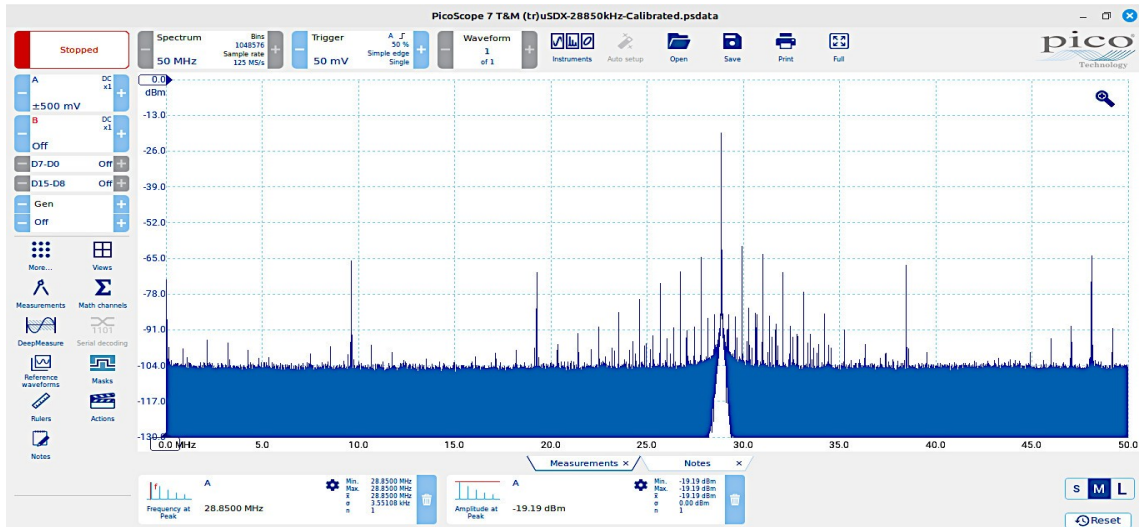 PicoScope 7 T&M (tr)uSDX-28850kHz-Calibrated.psdata
Stopped
Spectrum
50 MHz
Bins
1048576
Sample rate
125 MS/s
Trigger
50 mV
A
50 %
Simple edge
Single
Waveform
1
of 1
Instruments
Auto setup
Open
Save
Print
Full
pico
Technology
A
DC
x1
±500 mV
B
DC
x1
Off
D7-D0
Off
D15-D8
Off
Gen
Off
More...
Views
Measurements
Math channels
DeepMeasure
1101
Serial decoding
Reference
waveforms
Masks
Rulers
Actions
Notes
0.0
dBm
-13.0
-26.0
-39.0
-52.0
-65.0
-78.0
-91.0
-104.0
-117.0
-130.0
0.0 MHz
5.0
10.0
15.0
20.0
25.0
30.0
35.0
40.0
45.0
50.0
Measurements ×
Notes ×
f
A
Frequency at
Peak
28.8500 MHz
Min. 28.8500 MHz
Max. 28.8500 MHz
x̄ 28.8500 MHz
σ 3.55108 kHz
n 1
A
Amplitude at
Peak
-19.19 dBm
Min. -19.19 dBm
Max. -19.19 dBm
x̄ -19.19 dBm
σ 0.00 dBm
n 1
S M L
Reset